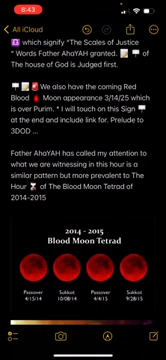 8:43
All iCloud
which signify "The Scales of Justice
" Words Father AhaYAH granted. of
The house of God is Judged first.
We also have the coming Red
Blood Moon appearance 3/14/25 which
is over Purim. * I will touch on this Sign
at the end and include link for. Prelude to
3DOD ...
Father AhaYAH has called my attention to
what we are witnessing in this hour is a
similar pattern but more prevalent to The
Hour of The Blood Moon Tetrad of
2014-2015
2014 - 2015
Blood Moon Tetrad
Passover Sukkot Passover Sukkot
4/15/14 10/08/14 4/4/15 9/28/15